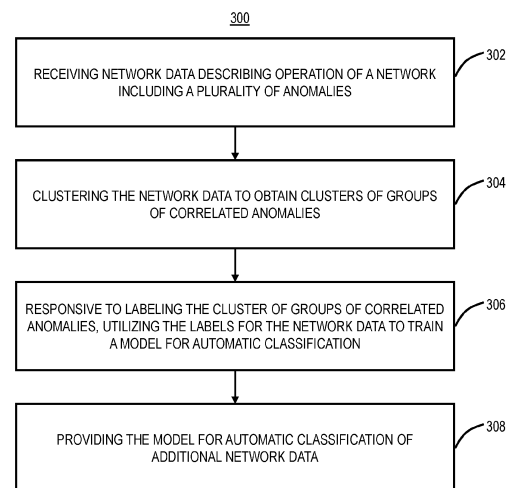 300
302
RECEIVING NETWORK DATA DESCRIBING OPERATION OF A NETWORK
INCLUDING A PLURALITY OF ANOMALIES
304
CLUSTERING THE NETWORK DATA TO OBTAIN CLUSTERS OF GROUPS
OF CORRELATED ANOMALIES
306
RESPONSIVE TO LABELING THE CLUSTER OF GROUPS OF CORRELATED
ANOMALIES, UTILIZING THE LABELS FOR THE NETWORK DATA TO TRAIN
A MODEL FOR AUTOMATIC CLASSIFICATION
308
PROVIDING THE MODEL FOR AUTOMATIC CLASSIFICATION OF
ADDITIONAL NETWORK DATA